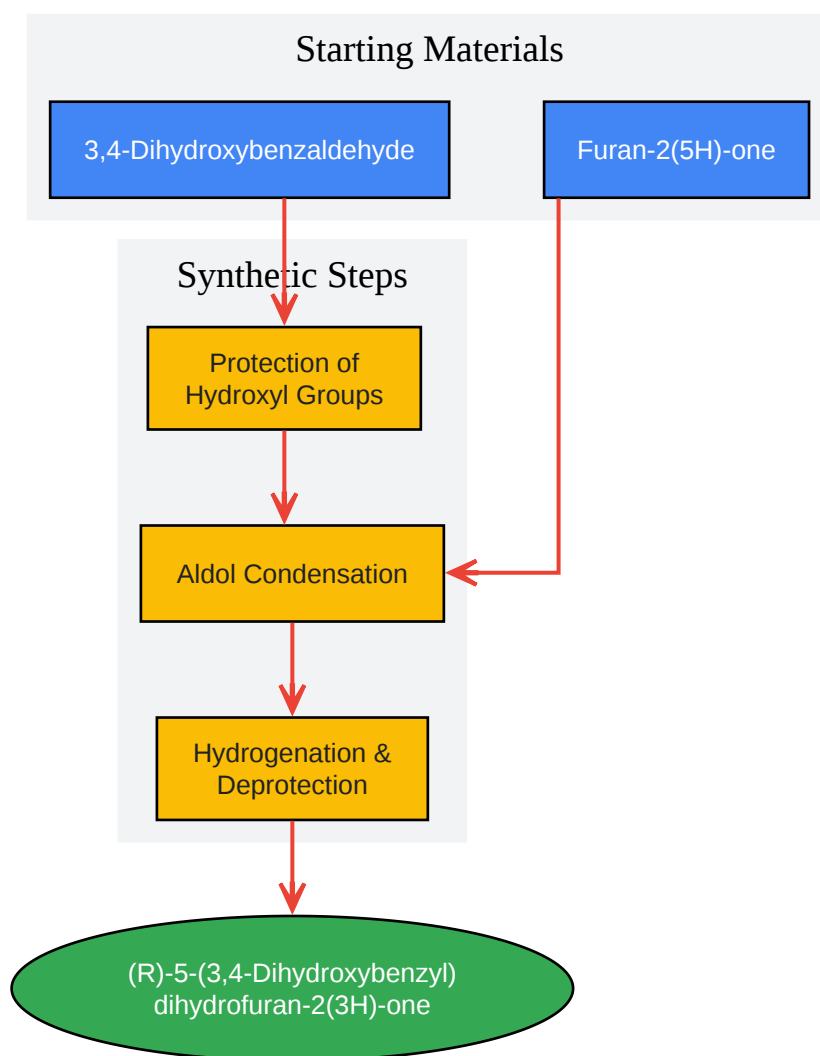 Starting Materials
3,4-Dihydroxybenzaldehyde
Furan-2(5H)-one
Synthetic Steps
Protection of
Hydroxyl Groups
Aldol Condensation
Hydrogenation &
Deprotection
(R)-5-(3,4-Dihydroxybenzyl)
dihydrofuran-2(3H)-one